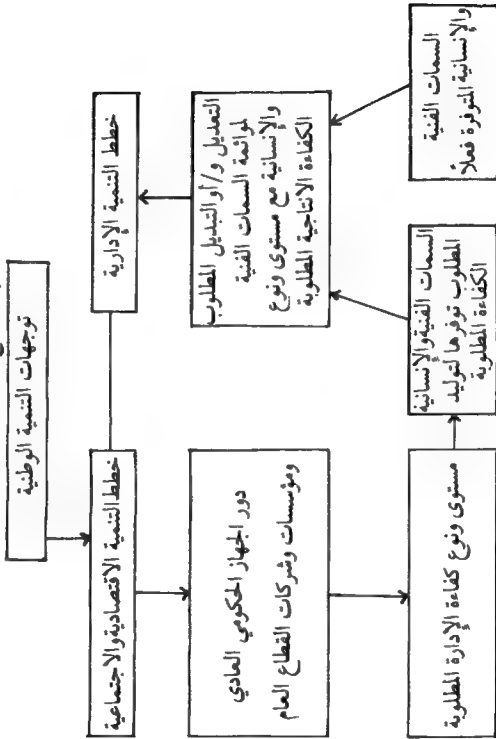 توجهات التنمية الوطنية
خطط التنمية الاقتصادية والاجتماعية
خطط التنمية الإدارية
دور الجهاز الحكومي العادي
ومؤسسات وشركات القطاع العام
التعديل و/أو التبديل المطلوب
لموائمة السمات الفنية
والإنسانية مع مستوى ونوع
الكفاءة الانتاجية المطلوبة
مستوى ونوع كفاءة الإدارة المطلوبة
السمات الفنية والإنسانية
المطلوب توفرها لتوليد
الكفاءة المطلوبة
السمات الفنية
والإنسانية المتوفرة فعلاً